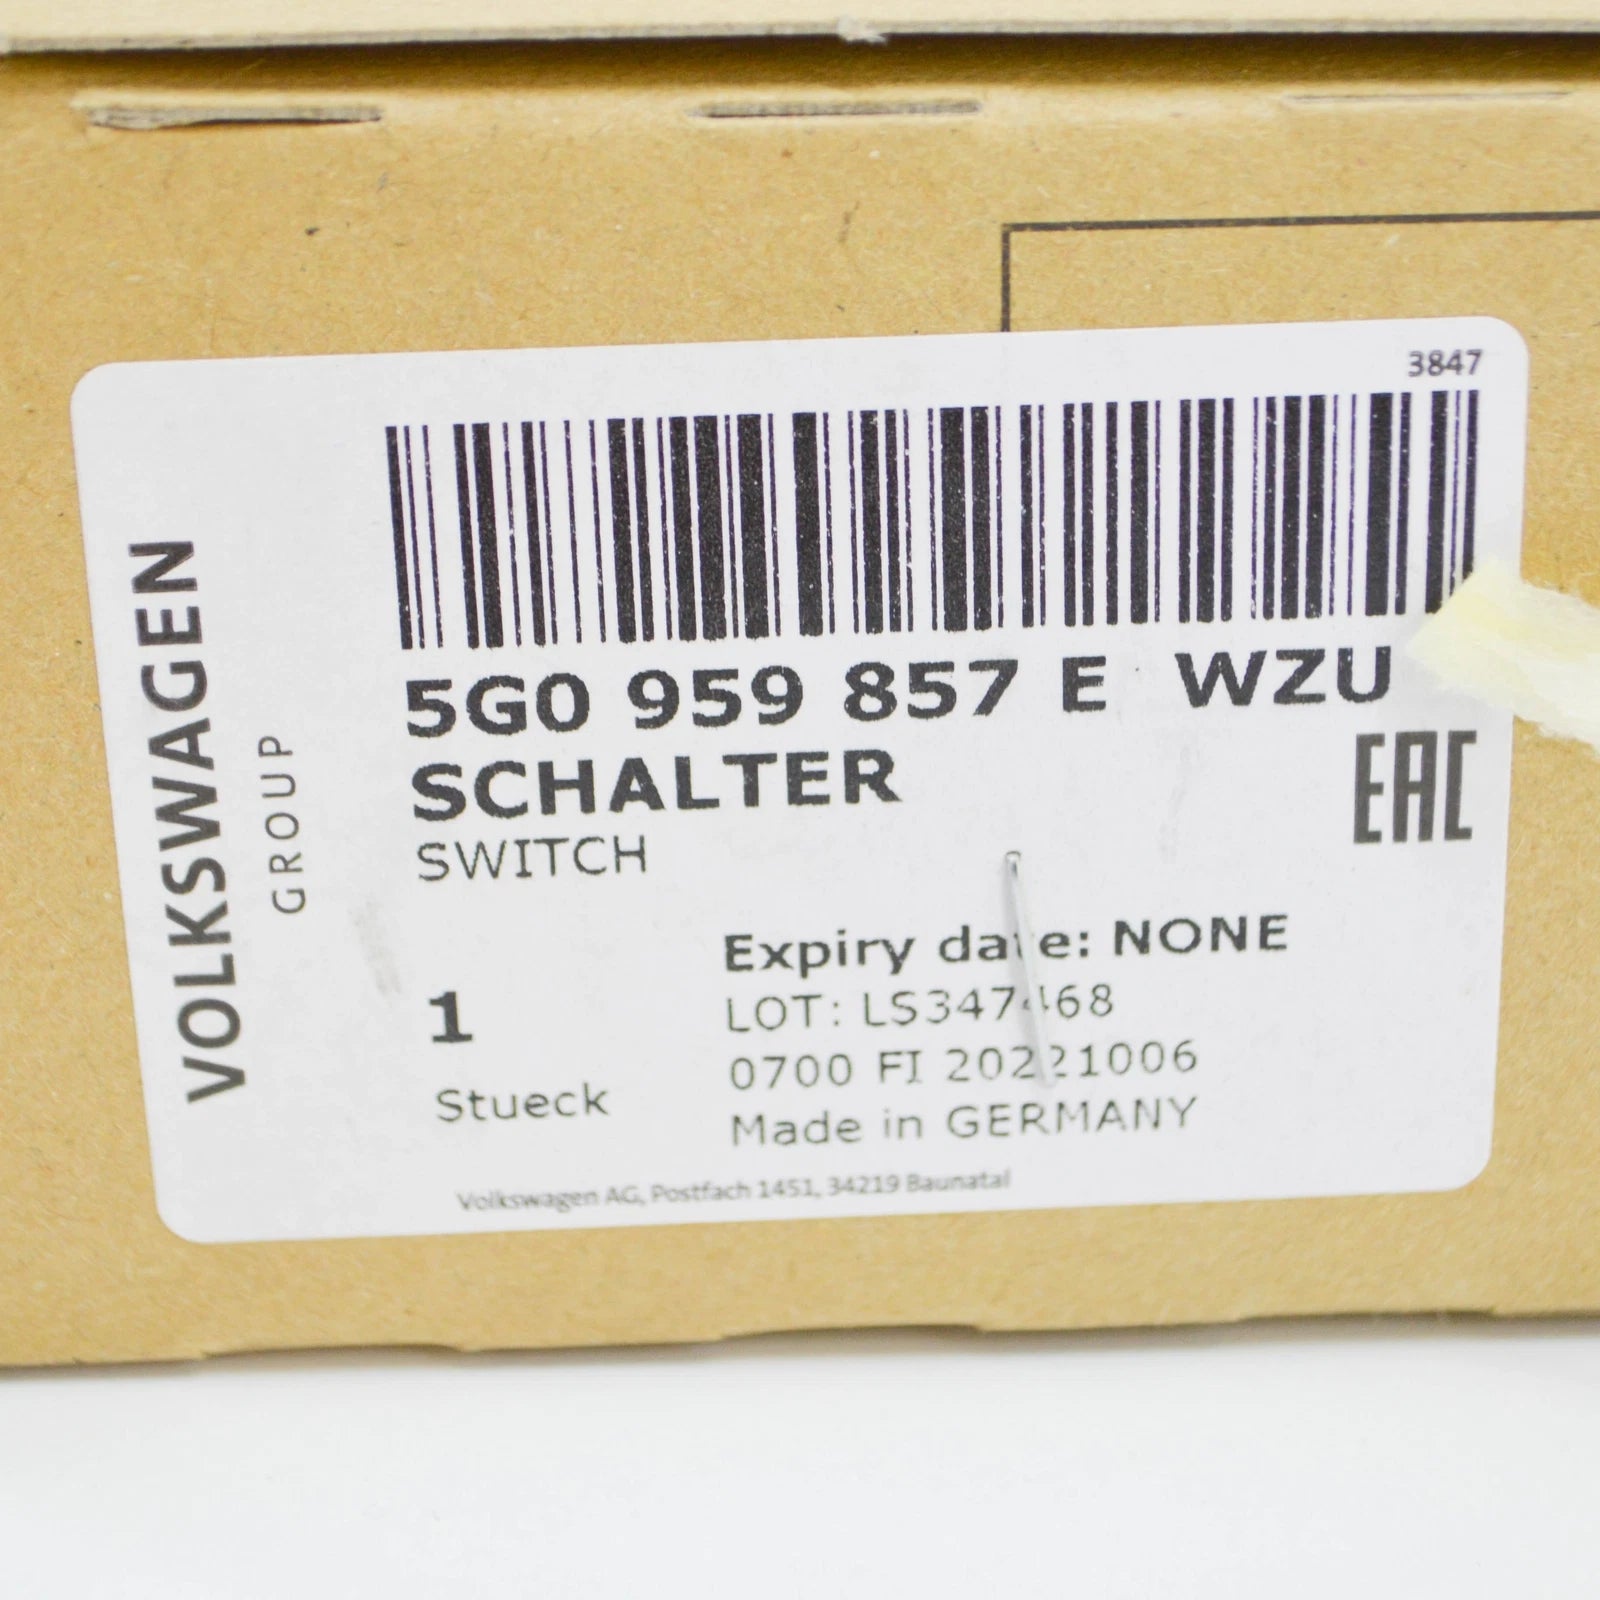 3847
VOLKSWAGEN
GROUP
5G0 959 857 E WZU
SCHALTER
SWITCH
EAC
1
Stueck
Expiry date: NONE
LOT: LS347468
0700 FI 20221006
Made in GERMANY
Volkswagen AG, Postfach 1451, 34219 Baunatal